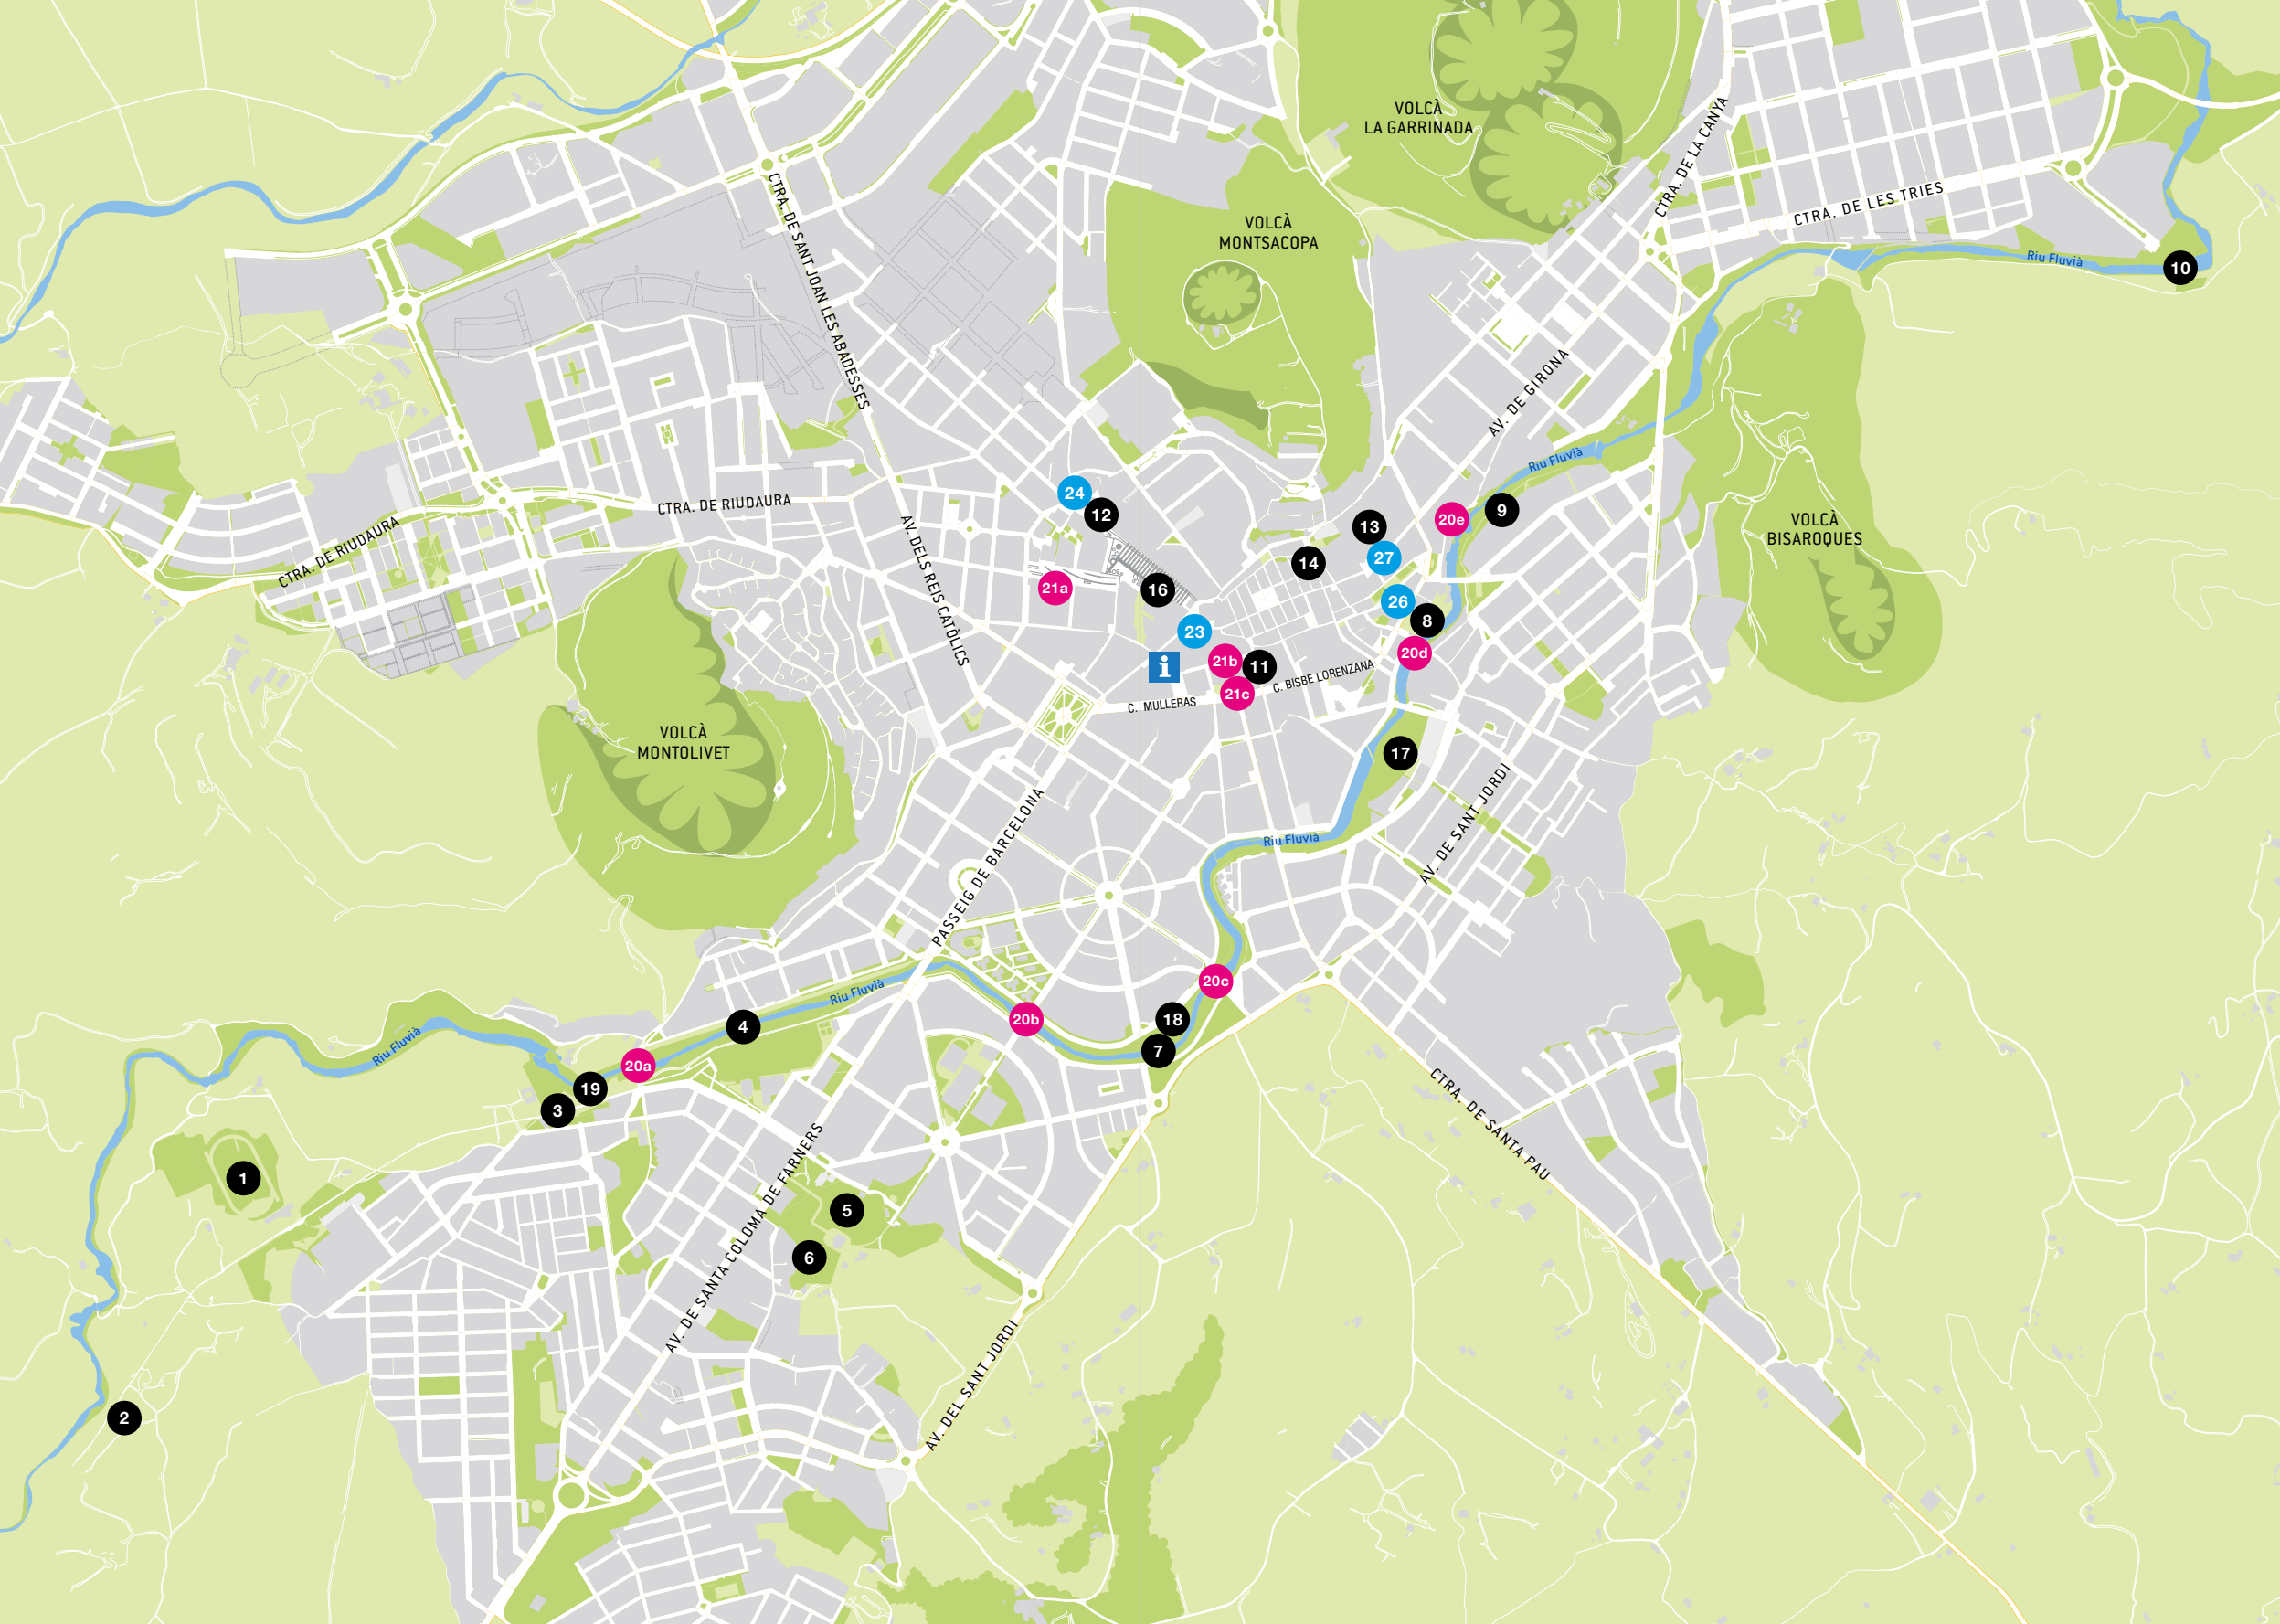 VOLCÀ
LA GARRINADA
CTRA. DE LA CANYA
CTRA. DE LES TRIES
VOLCÀ
MONTSACOPA
CTRA. DE SANT JOAN LES ABADESSES
Riu Fluvià
10
AV. DE GIRONA
Riu Fluvià
CTRA. DE RIUDAURA
CTRA. DE RIUDAURA
AV. DELS REIS CATÒLICS
24
12
20e
9
13
27
14
VOLCÀ
BISAROQUES
21a
16
26
8
23
20d
21b
11
i
21c
C. BISBE LORENZANA
C. MULLERAS
VOLCÀ
MONTOLIVET
17
AV. DE SANT JORDI
PASSEIG DE BARCELONA
Riu Fluvià
20c
Riu Fluvià
4
20b
18
7
Riu Fluvià
20a
19
3
CTRA. DE SANTA PAU
1
5
6
AV. DE SANTA COLOMA DE FARNERS
AV. DEL SANT JORDI
2